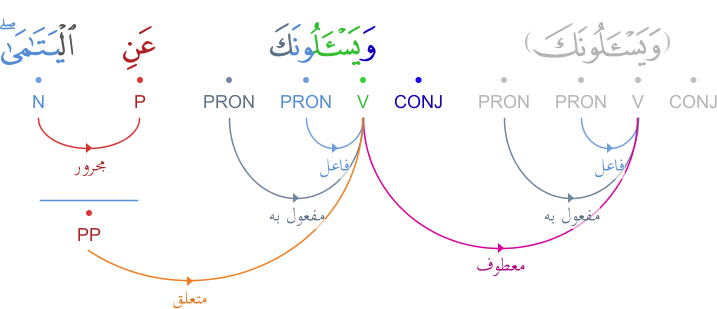 (وَيَسْـَٔلُونَكَ) وَيَسْـَٔلُونَكَ عَنِ ٱلْيَتَـٰمَىٰ ۖ
CONJ V PRON PRON CONJ V PRON PRON P N
فاعل فاعل مجرور
مفعول به مفعول به
PP
معطوف
متعلق